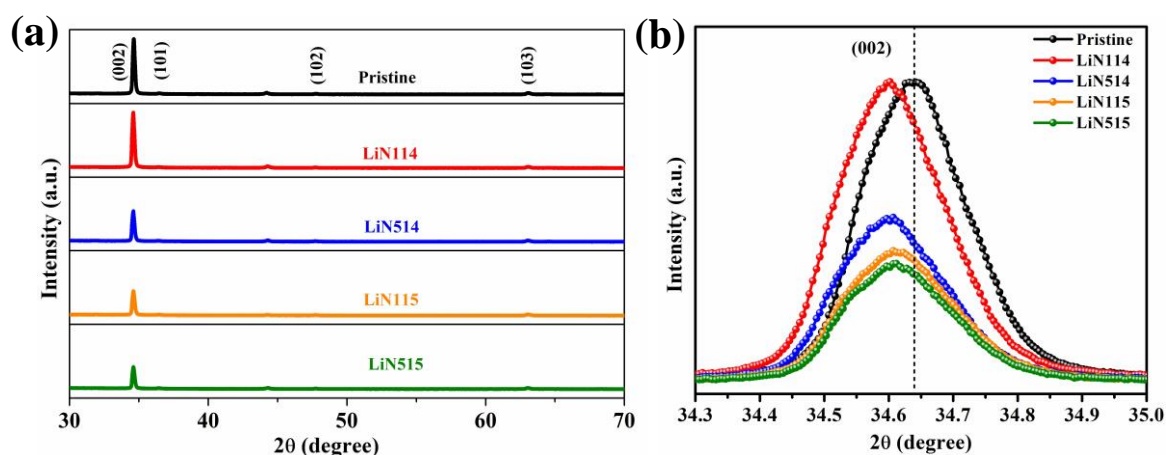 (a)
(002)
(101)
(102)
(103)
Pristine
LiN114
LiN514
LiN115
LiN515
Intensity (a.u.)
30 40 50 60 70
2θ (degree)
(b)
(002)
Pristine
LiN114
LiN514
LiN115
LiN515
Intensity (a.u.)
34.3 34.4 34.5 34.6 34.7 34.8 34.9 35.0
2θ (degree)